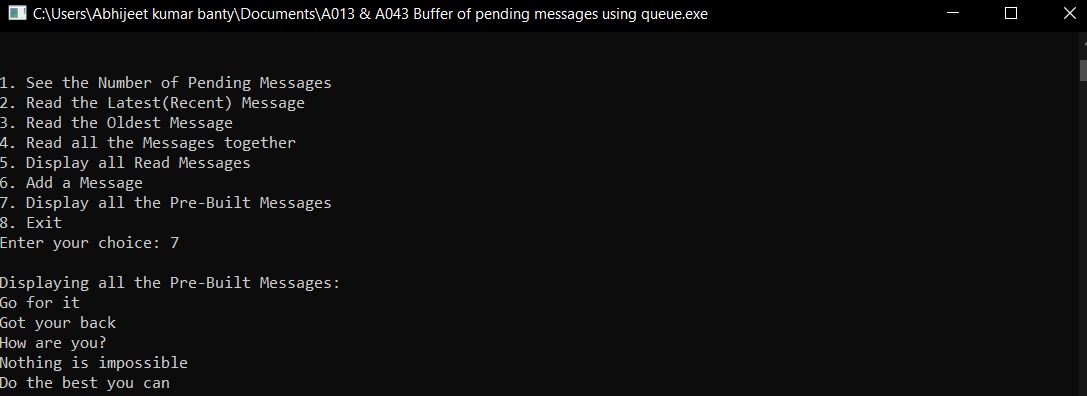 C:\Users\Abhijeet kumar banty\Documents\A013 & A043 Buffer of pending messages using queue.exe
1. See the Number of Pending Messages
2. Read the Latest(Recent) Message
3. Read the Oldest Message
4. Read all the Messages together
5. Display all Read Messages
6. Add a Message
7. Display all the Pre-Built Messages
8. Exit
Enter your choice: 7
Displaying all the Pre-Built Messages:
Go for it
Got your back
How are you?
Nothing is impossible
Do the best you can